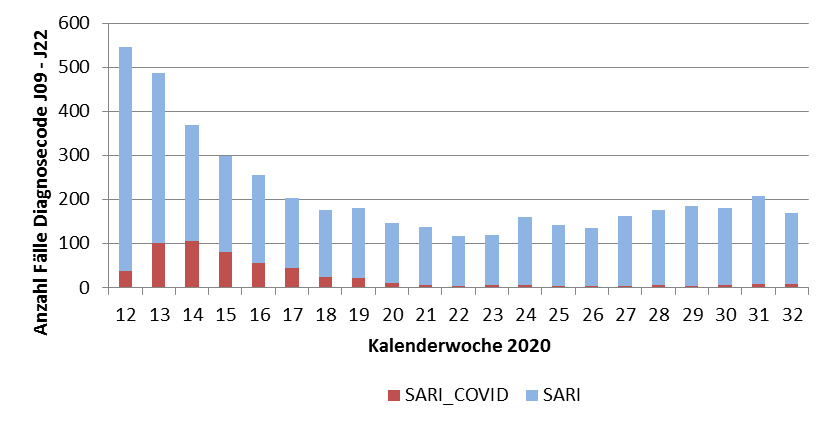 Anzahl Fälle Diagnosecode J09 - J22
600
500
400
300
200
100
0
12 13 14 15 16 17 18 19 20 21 22 23 24 25 26 27 28 29 30 31 32
Kalenderwoche 2020
SARI_COVID SARI